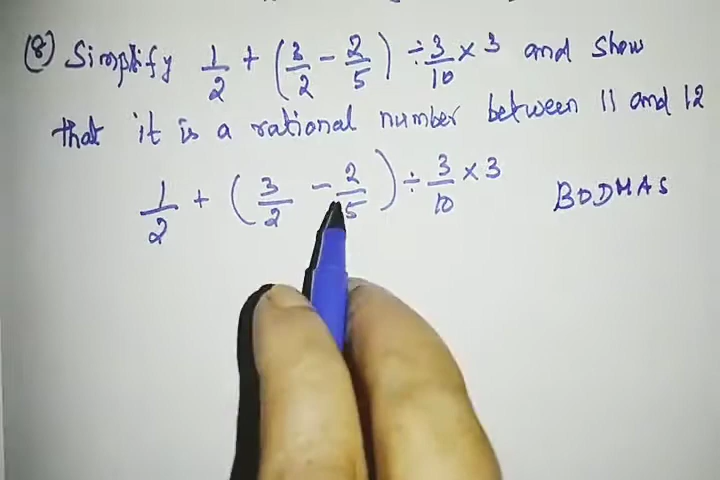 (8) Simplify 1/2 + (3/2 - 2/5) ÷ 3/10 × 3 and show
that it is a rational number between 11 and 12
1/2 + (3/2 - 2/5) ÷ 3/10 × 3 BODMAS